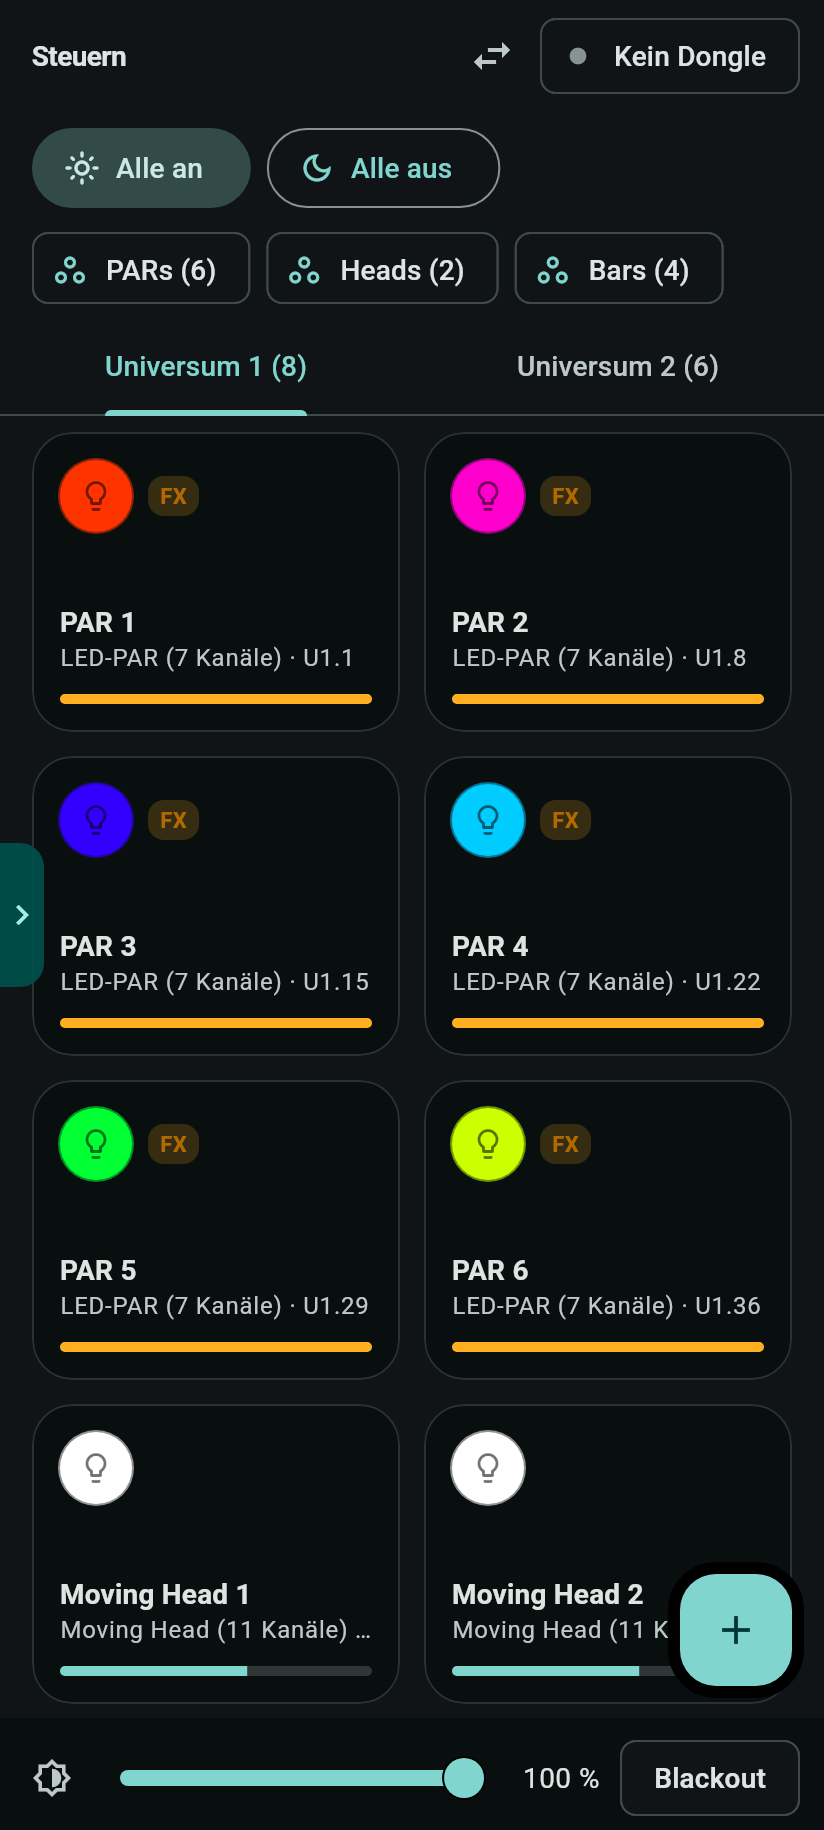 Steuern
Kein Dongle
Alle an
Alle aus
PARs (6)
Heads (2)
Bars (4)
Universum 1 (8)
Universum 2 (6)
FX
FX
PAR 1
LED-PAR (7 Kanäle) · U1.1
PAR 2
LED-PAR (7 Kanäle) · U1.8
FX
FX
PAR 3
LED-PAR (7 Kanäle) · U1.15
PAR 4
LED-PAR (7 Kanäle) · U1.22
FX
FX
PAR 5
LED-PAR (7 Kanäle) · U1.29
PAR 6
LED-PAR (7 Kanäle) · U1.36
Moving Head 1
Moving Head (11 Kanäle) ...
Moving Head 2
Moving Head (11 K
100 %
Blackout